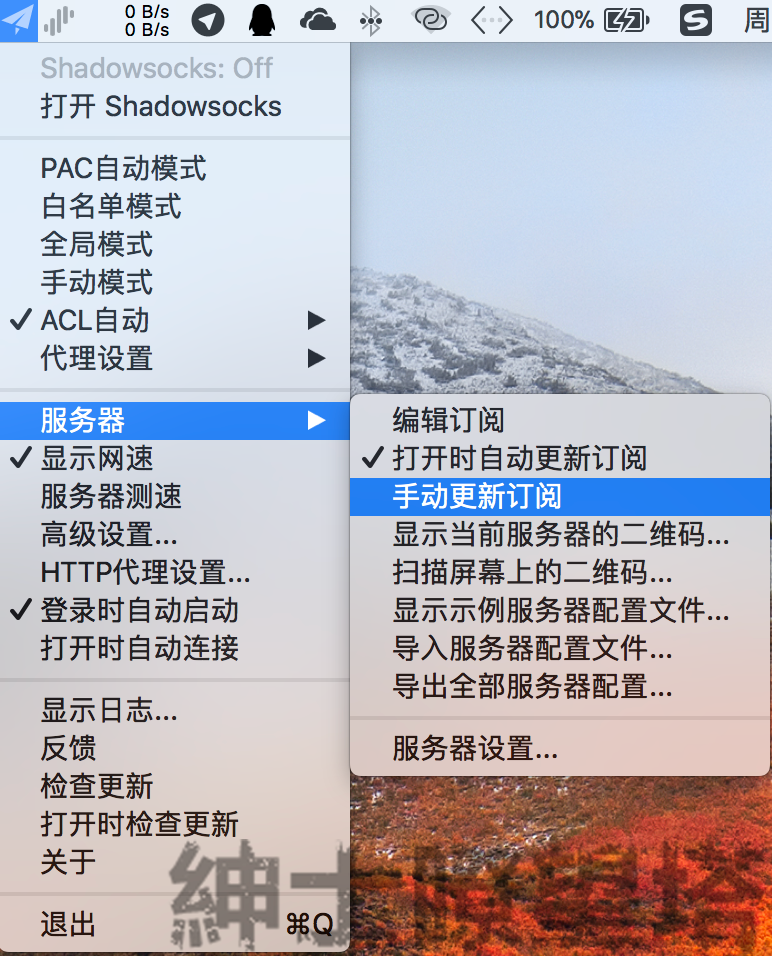 0 B/s
0 B/s
100%
S
周
Shadowsocks: Off
打开 Shadowsocks
PAC自动模式
白名单模式
全局模式
手动模式
ACL自动
代理设置
服务器
显示网速
服务器测速
高级设置...
HTTP代理设置...
登录时自动启动
打开时自动连接
显示日志...
反馈
检查更新
打开时检查更新
关于
退出 ⌘Q
编辑订阅
打开时自动更新订阅
手动更新订阅
显示当前服务器的二维码...
扫描屏幕上的二维码...
显示示例服务器配置文件...
导入服务器配置文件...
导出全部服务器配置...
服务器设置...